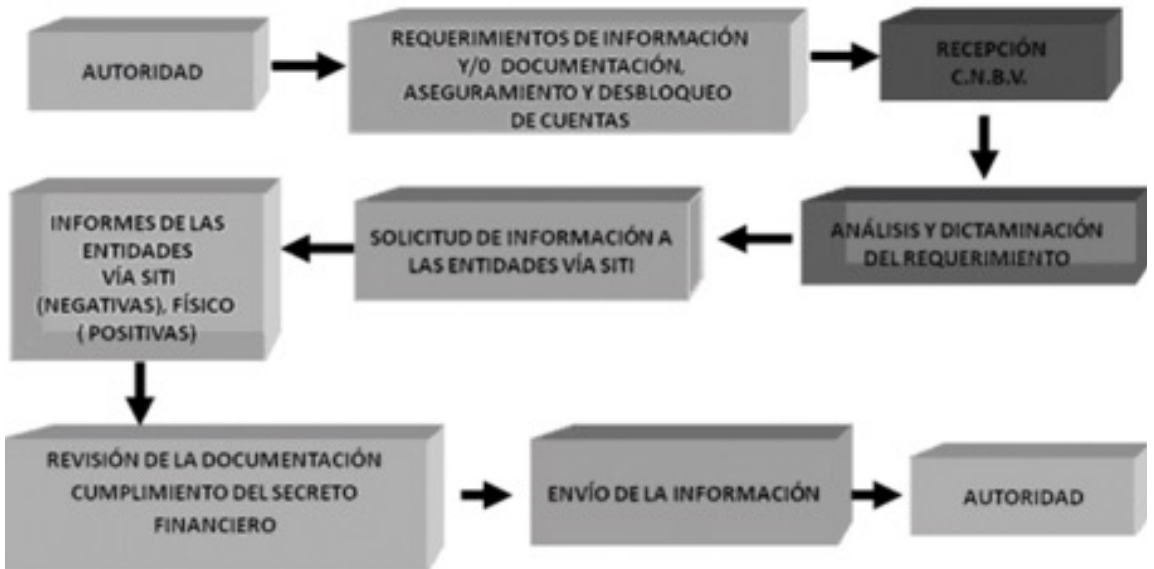 AUTORIDAD
REQUERIMIENTOS DE INFORMACIÓN
Y/0 DOCUMENTACIÓN,
ASEGURAMIENTO Y DESBLOQUEO
DE CUENTAS
RECEPCIÓN
C.N.B.V.
ANÁLISIS Y DICTAMINACIÓN
DEL REQUERIMIENTO
SOLICITUD DE INFORMACIÓN A
LAS ENTIDADES VÍA SITI
INFORMES DE LAS
ENTIDADES
VÍA SITI
(NEGATIVAS), FÍSICO
( POSITIVAS)
REVISIÓN DE LA DOCUMENTACIÓN
CUMPLIMIENTO DEL SECRETO
FINANCIERO
ENVÍO DE LA INFORMACIÓN
AUTORIDAD